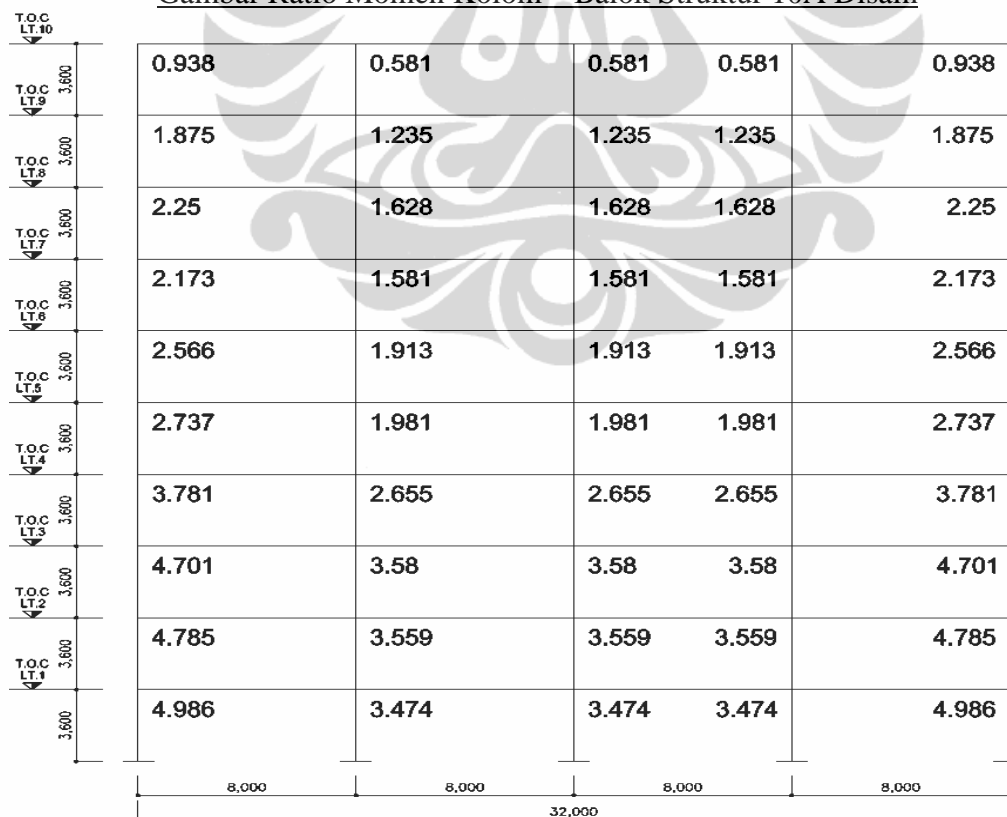 Gambar Ratio Momen Kolom – Balok Struktur 10A Disain
T.O.C
LT.10
0.938 0.581 0.581 0.581 0.938
3,600
T.O.C
LT.9
1.875 1.235 1.235 1.235 1.875
3,600
T.O.C
LT.8
2.25 1.628 1.628 1.628 2.25
3,600
T.O.C
LT.7
2.173 1.581 1.581 1.581 2.173
3,600
T.O.C
LT.6
2.566 1.913 1.913 1.913 2.566
3,600
T.O.C
LT.5
2.737 1.981 1.981 1.981 2.737
3,600
T.O.C
LT.4
3.781 2.655 2.655 2.655 3.781
3,600
T.O.C
LT.3
4.701 3.58 3.58 3.58 4.701
3,600
T.O.C
LT.2
4.785 3.559 3.559 3.559 4.785
3,600
T.O.C
LT.1
4.986 3.474 3.474 3.474 4.986
3,600
8,000 8,000 8,000 8,000
32,000